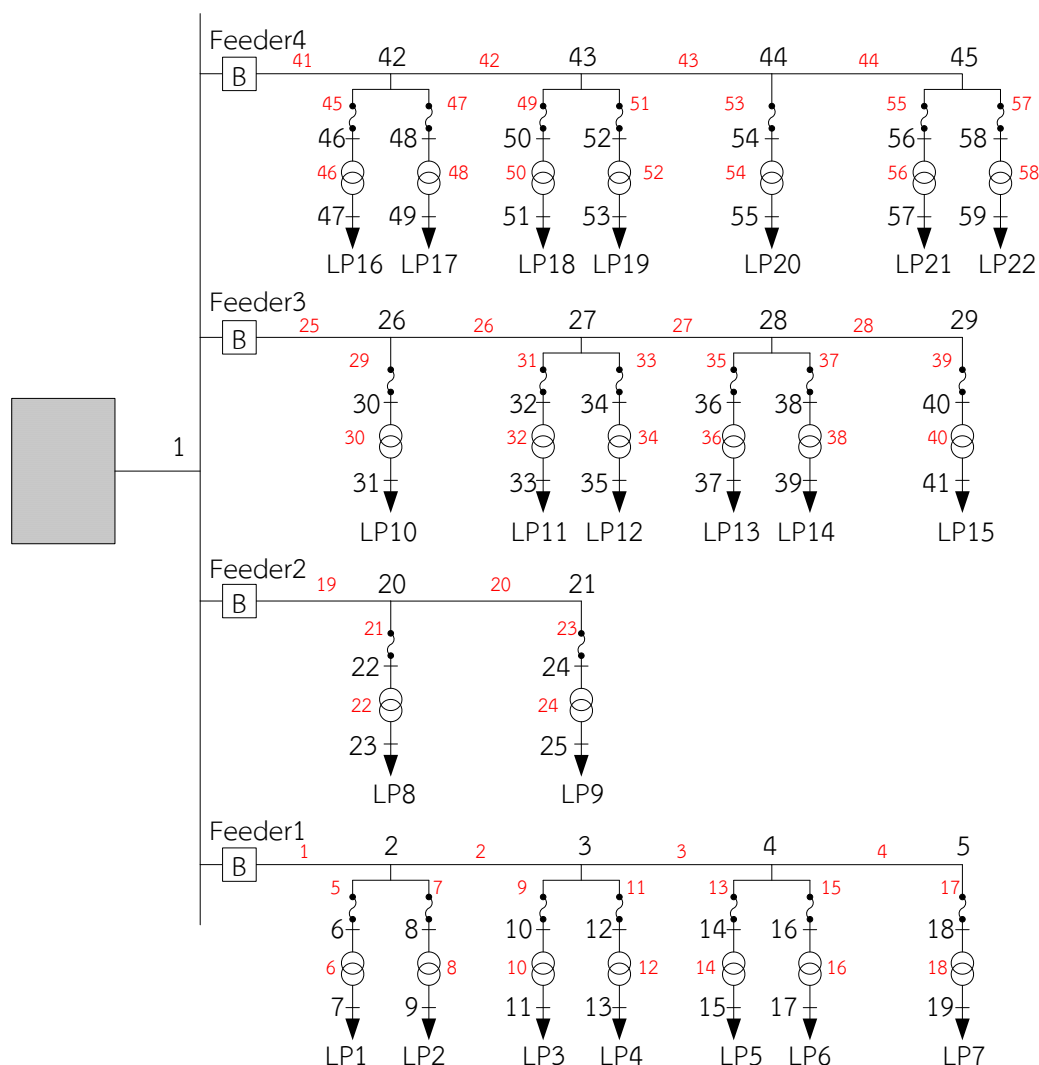 Feeder4
B 41 42 42 43 43 44 44 45
45 47 49 51 53 55 57
46 48 50 52 54 56 58
46 48 50 52 54 56 58
47 49 51 53 55 57 59
LP16 LP17 LP18 LP19 LP20 LP21 LP22
Feeder3
B 25 26 26 27 27 28 28 29
29 31 33 35 37 39
30 32 34 36 38 40
30 32 34 36 38 40
31 33 35 37 39 41
LP10 LP11 LP12 LP13 LP14 LP15
1
Feeder2
B 19 20 20 21
21 23
22 24
22 24
23 25
LP8 LP9
Feeder1
B 1 2 2 3 3 4 4 5
5 7 9 11 13 15 17
6 8 10 12 14 16 18
6 8 10 12 14 16 18
7 9 11 13 15 17 19
LP1 LP2 LP3 LP4 LP5 LP6 LP7